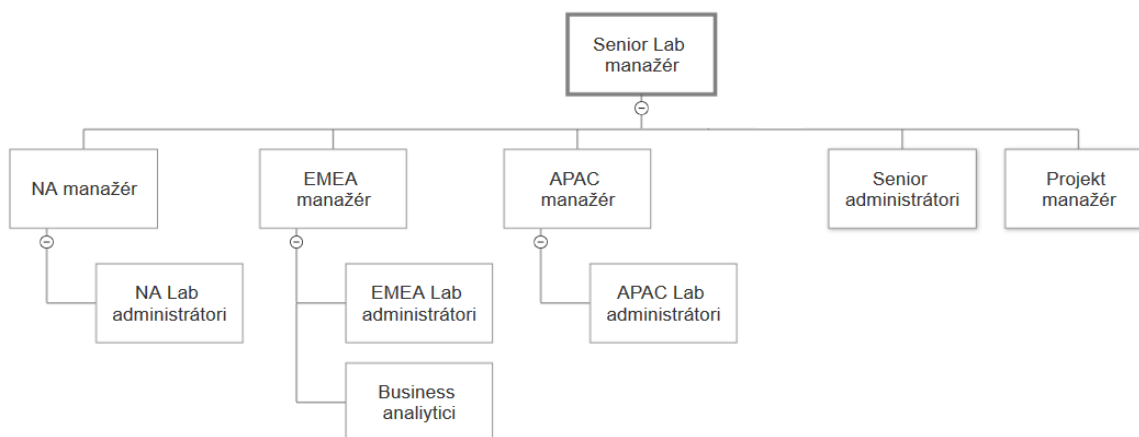 Senior Lab
manažér
NA manažér
EMEA
manažér
APAC
manažér
Senior
administrátori
Projekt
manažér
NA Lab
administrátori
EMEA Lab
administrátori
APAC Lab
administrátori
Business
analiytici